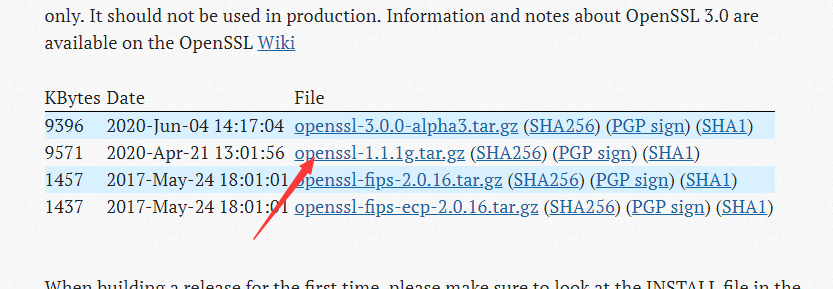 only. It should not be used in production. Information and notes about OpenSSL 3.0 are
available on the OpenSSL Wiki
KBytes Date File
9396 2020-Jun-04 14:17:04 openssl-3.0.0-alpha3.tar.gz (SHA256) (PGP sign) (SHA1)
9571 2020-Apr-21 13:01:56 openssl-1.1.1g.tar.gz (SHA256) (PGP sign) (SHA1)
1457 2017-May-24 18:01:01 openssl-fips-2.0.16.tar.gz (SHA256) (PGP sign) (SHA1)
1437 2017-May-24 18:01:01 openssl-fips-ecp-2.0.16.tar.gz (SHA256) (PGP sign) (SHA1)
When building a release for the first time, please make sure to look at the INSTALL file in the